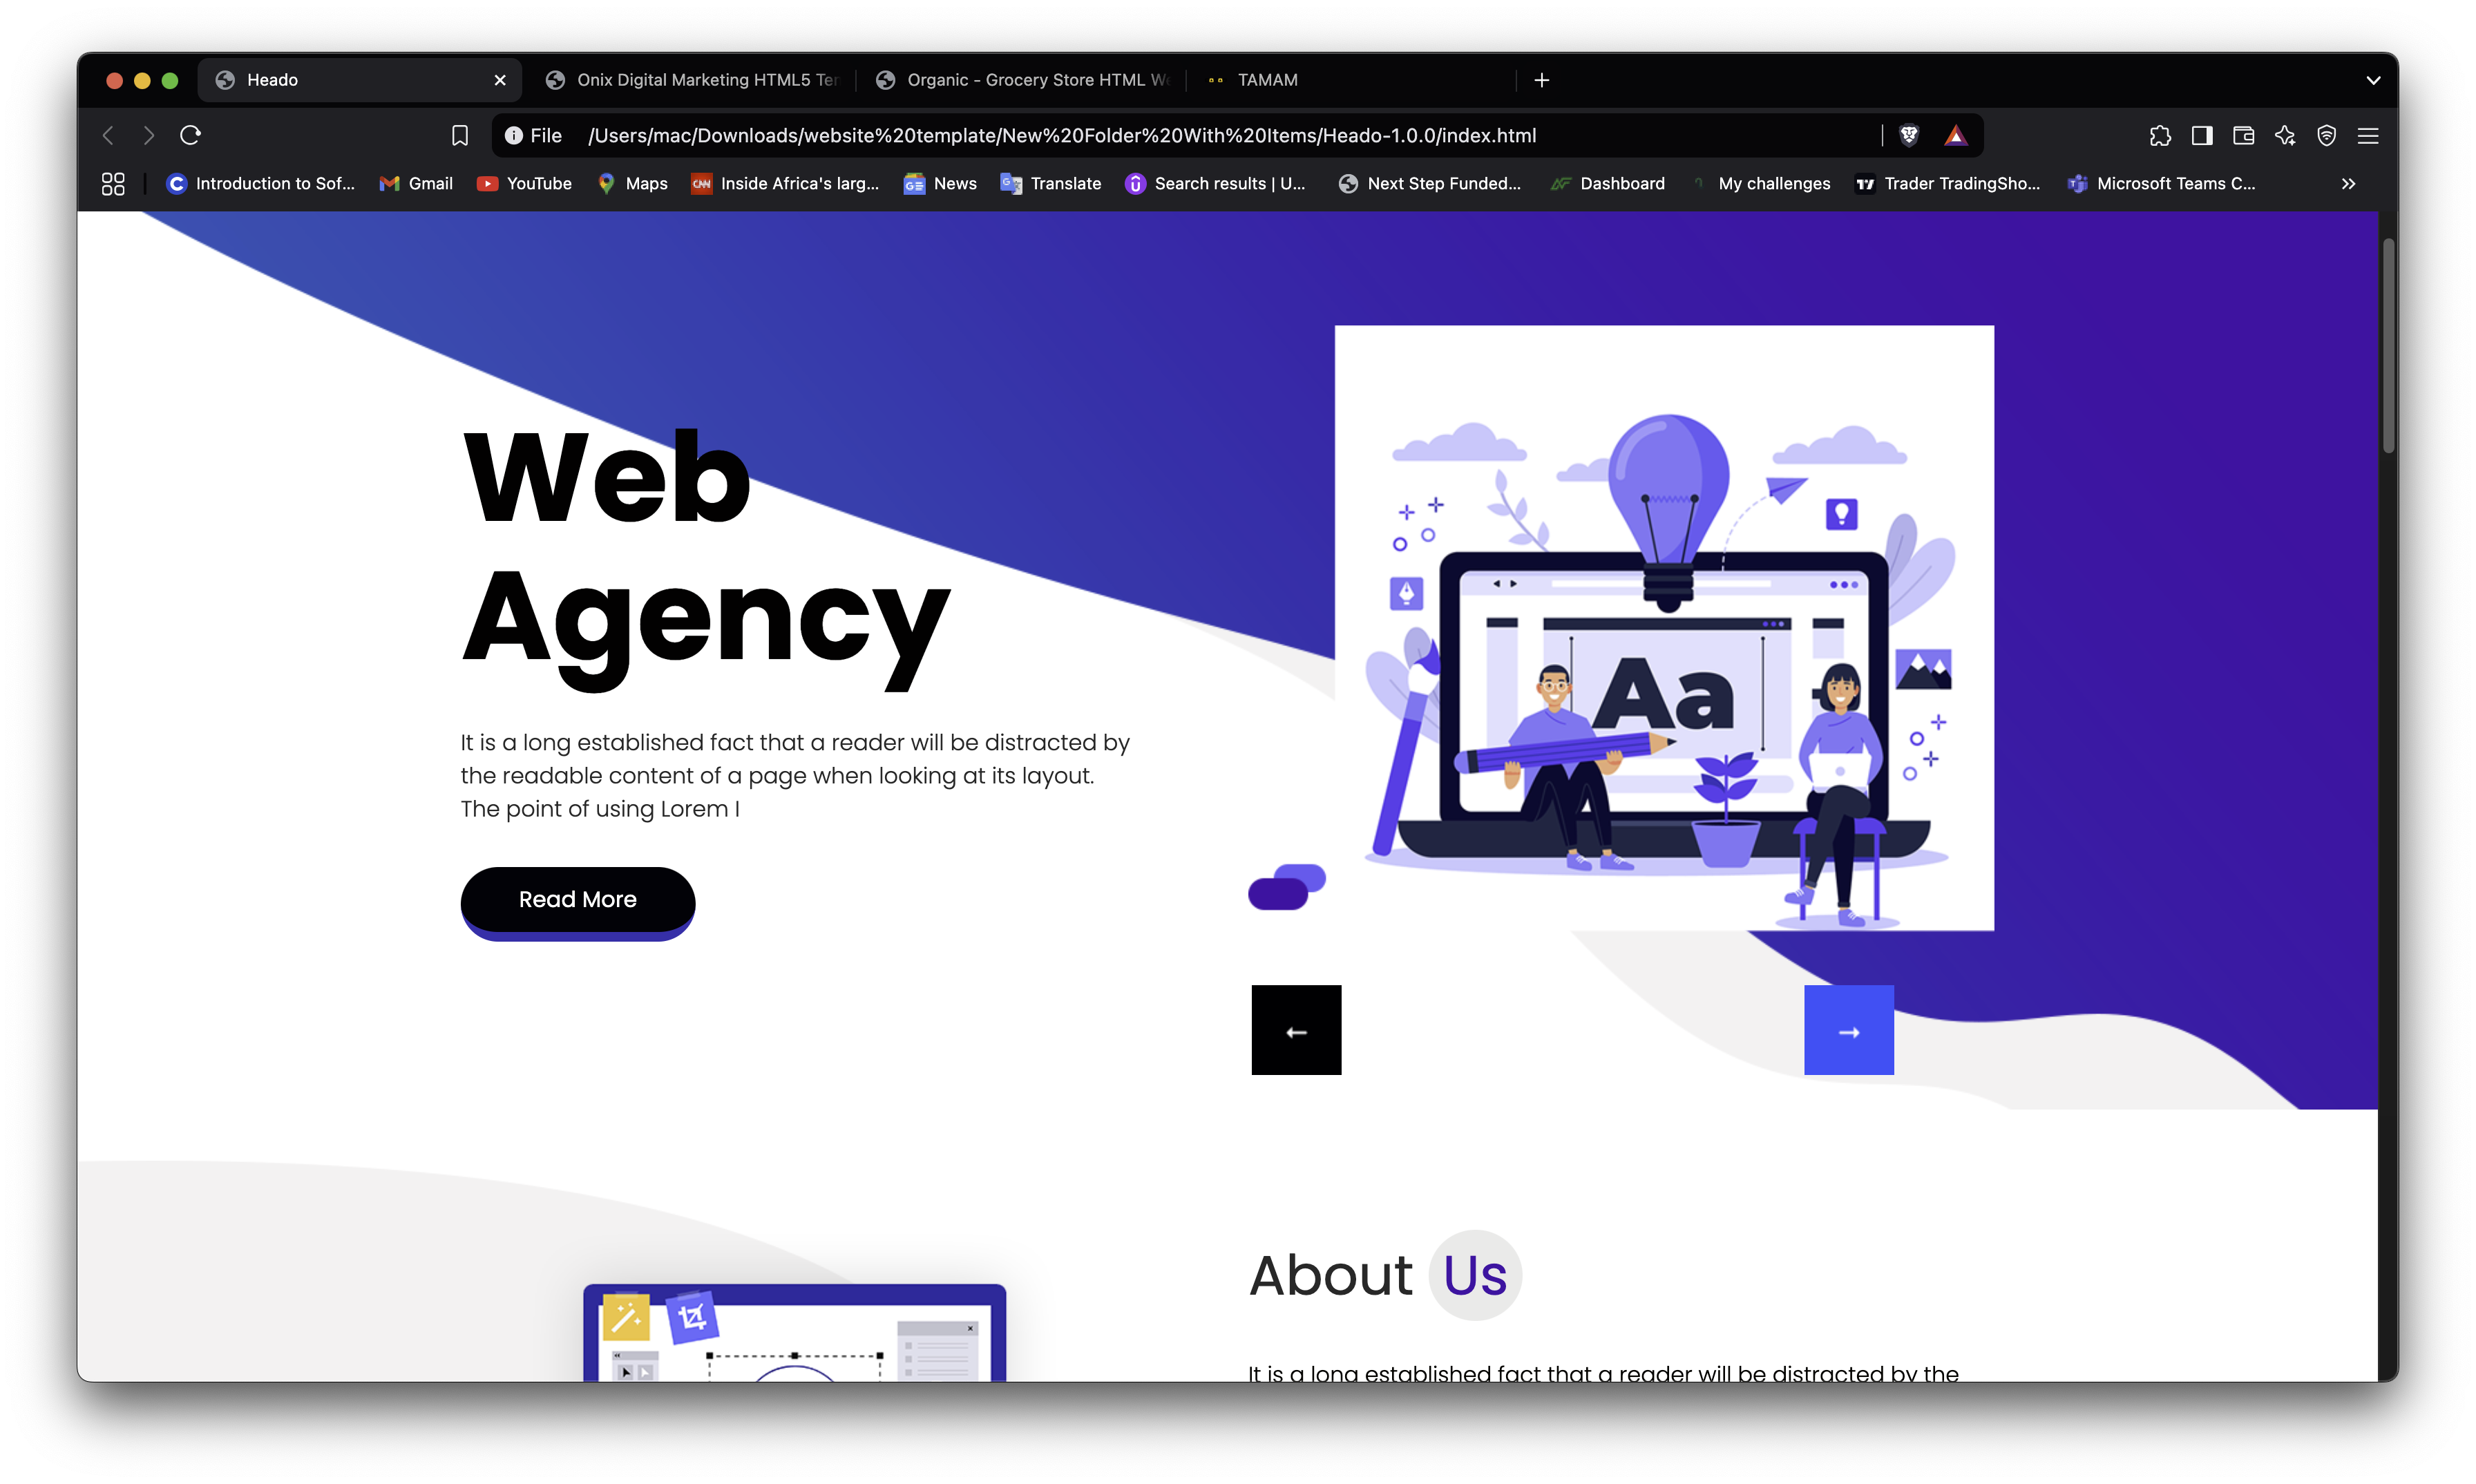 Heado
Onix Digital Marketing HTML5 Ter
Organic - Grocery Store HTML We
TAMAM
File
/Users/mac/Downloads/website%20template/New%20Folder%20With%20Items/Heado-1.0.0/index.html
Introduction to Sof...
Gmail
YouTube
Maps
Inside Africa's larg...
News
Translate
Search results | U...
Next Step Funded...
Dashboard
My challenges
Trader TradingSho...
Microsoft Teams C...
Web
Agency
It is a long established fact that a reader will be distracted by
the readable content of a page when looking at its layout.
The point of using Lorem I
Read More
Aa
About Us
It is a long established fact that a reader will be distracted by the